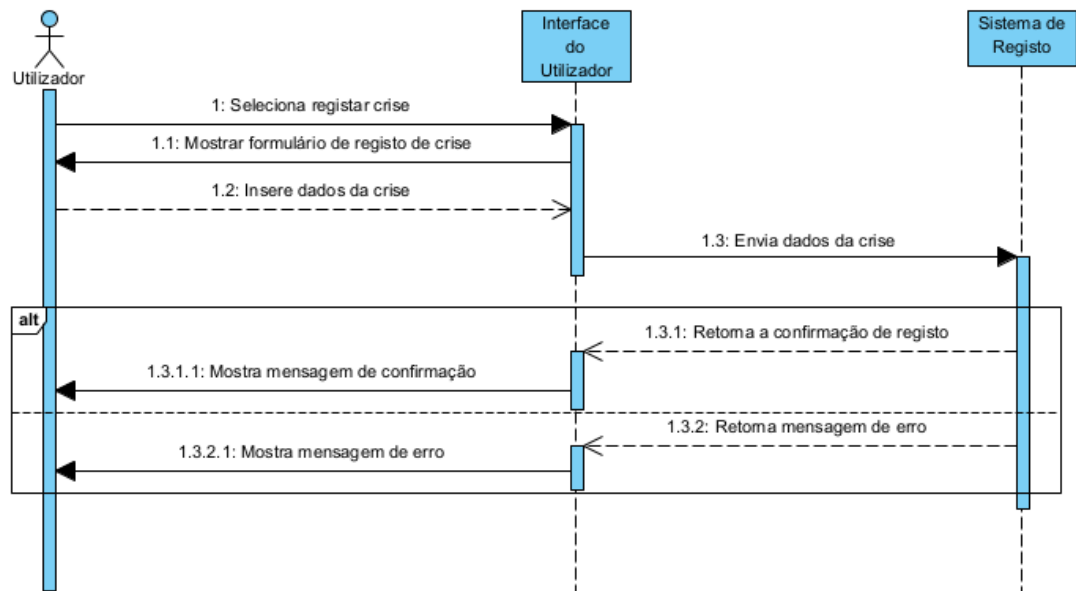 Utilizador
Interface
do
Utilizador
Sistema de
Registo
1: Seleciona registar crise
1.1: Mostrar formulário de registo de crise
1.2: Insere dados da crise
1.3: Envia dados da crise
alt
1.3.1: Retorna a confirmação de registo
1.3.1.1: Mostra mensagem de confirmação
1.3.2: Retorna mensagem de erro
1.3.2.1: Mostra mensagem de erro